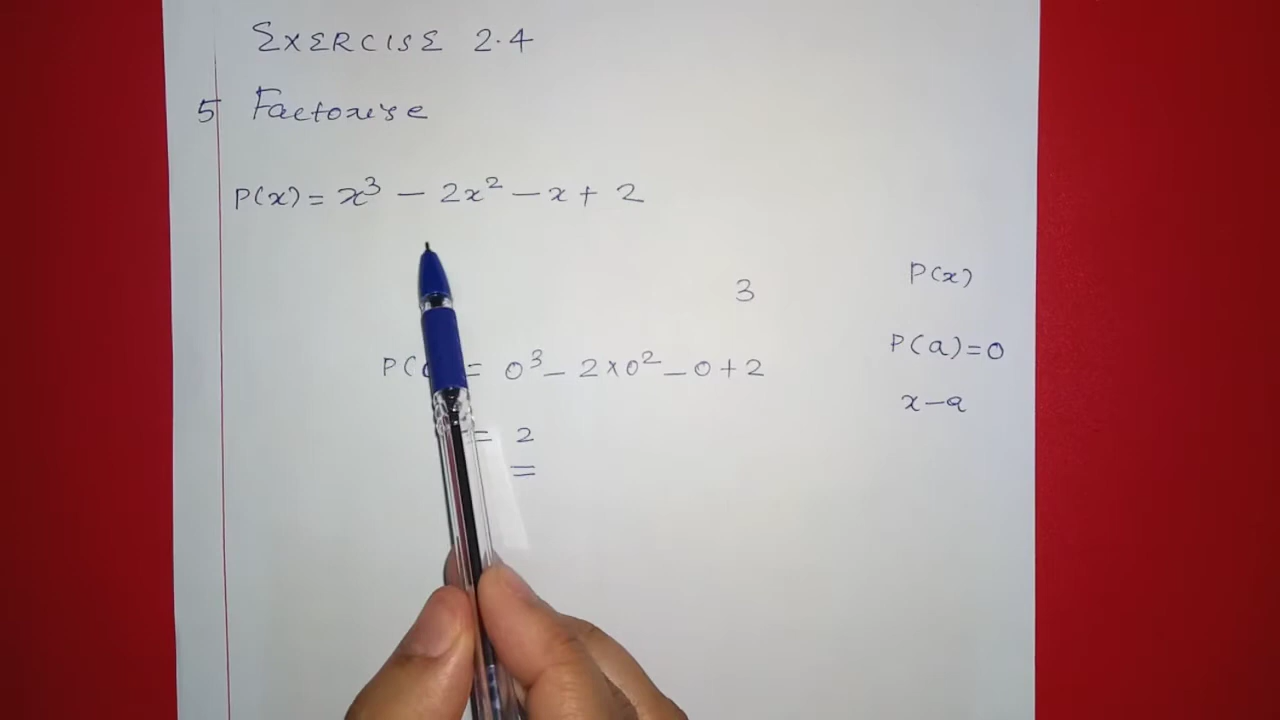 EXERCISE 2.4
5 Factorise
P(x) = x³ – 2x² – x + 2
3
P(x)
P(a) = 0
x – a
= 0³ – 2×0² – 0 + 2
= 2
=